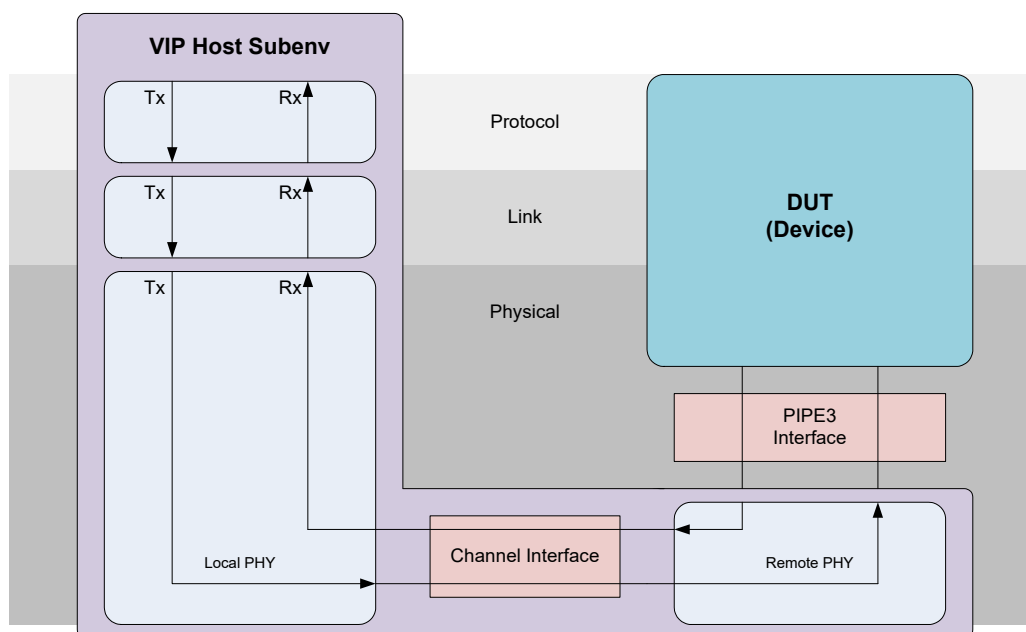 VIP Host Subenv
Tx
Rx
Protocol
Tx
Rx
Link
DUT
(Device)
Tx
Rx
Physical
PIPE3
Interface
Channel Interface
Local PHY
Remote PHY